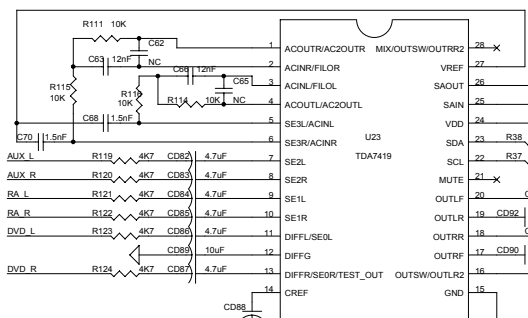 R111 10K
C62
1 ACOUTR/AC2OUTR MIX/OUTSW/OUTRR2 28
C63 12nF NC
2 ACINR/FILOR VREF 27
C66 12nF
3 ACINL/FILOL SAOUT 26
R115 10K
R116 10K
C65
R114 10K NC
4 ACOUTL/AC2OUTL SAIN 25
C68 1.5nF
5 SE3L/ACINL VDD 24
C70 1.5nF
6 SE3R/ACINR U23 SDA 23 R38
AUX_L R119 4K7 CD82 4.7uF 7 SE2L TDA7419 SCL 22 R37
AUX_R R120 4K7 CD83 4.7uF 8 SE2R MUTE 21
RA_L R121 4K7 CD84 4.7uF 9 SE1L OUTLF 20
RA_R R122 4K7 CD85 4.7uF 10 SE1R OUTLR 19 CD92
DVD_L R123 4K7 CD86 4.7uF 11 DIFFL/SE0L OUTRR 18
CD89 10uF 12 DIFFG OUTRF 17 CD90
DVD_R R124 4K7 CD87 4.7uF 13 DIFFR/SE0R/TEST_OUT OUTSW/OUTLR2 16
14 CREF GND 15
CD88